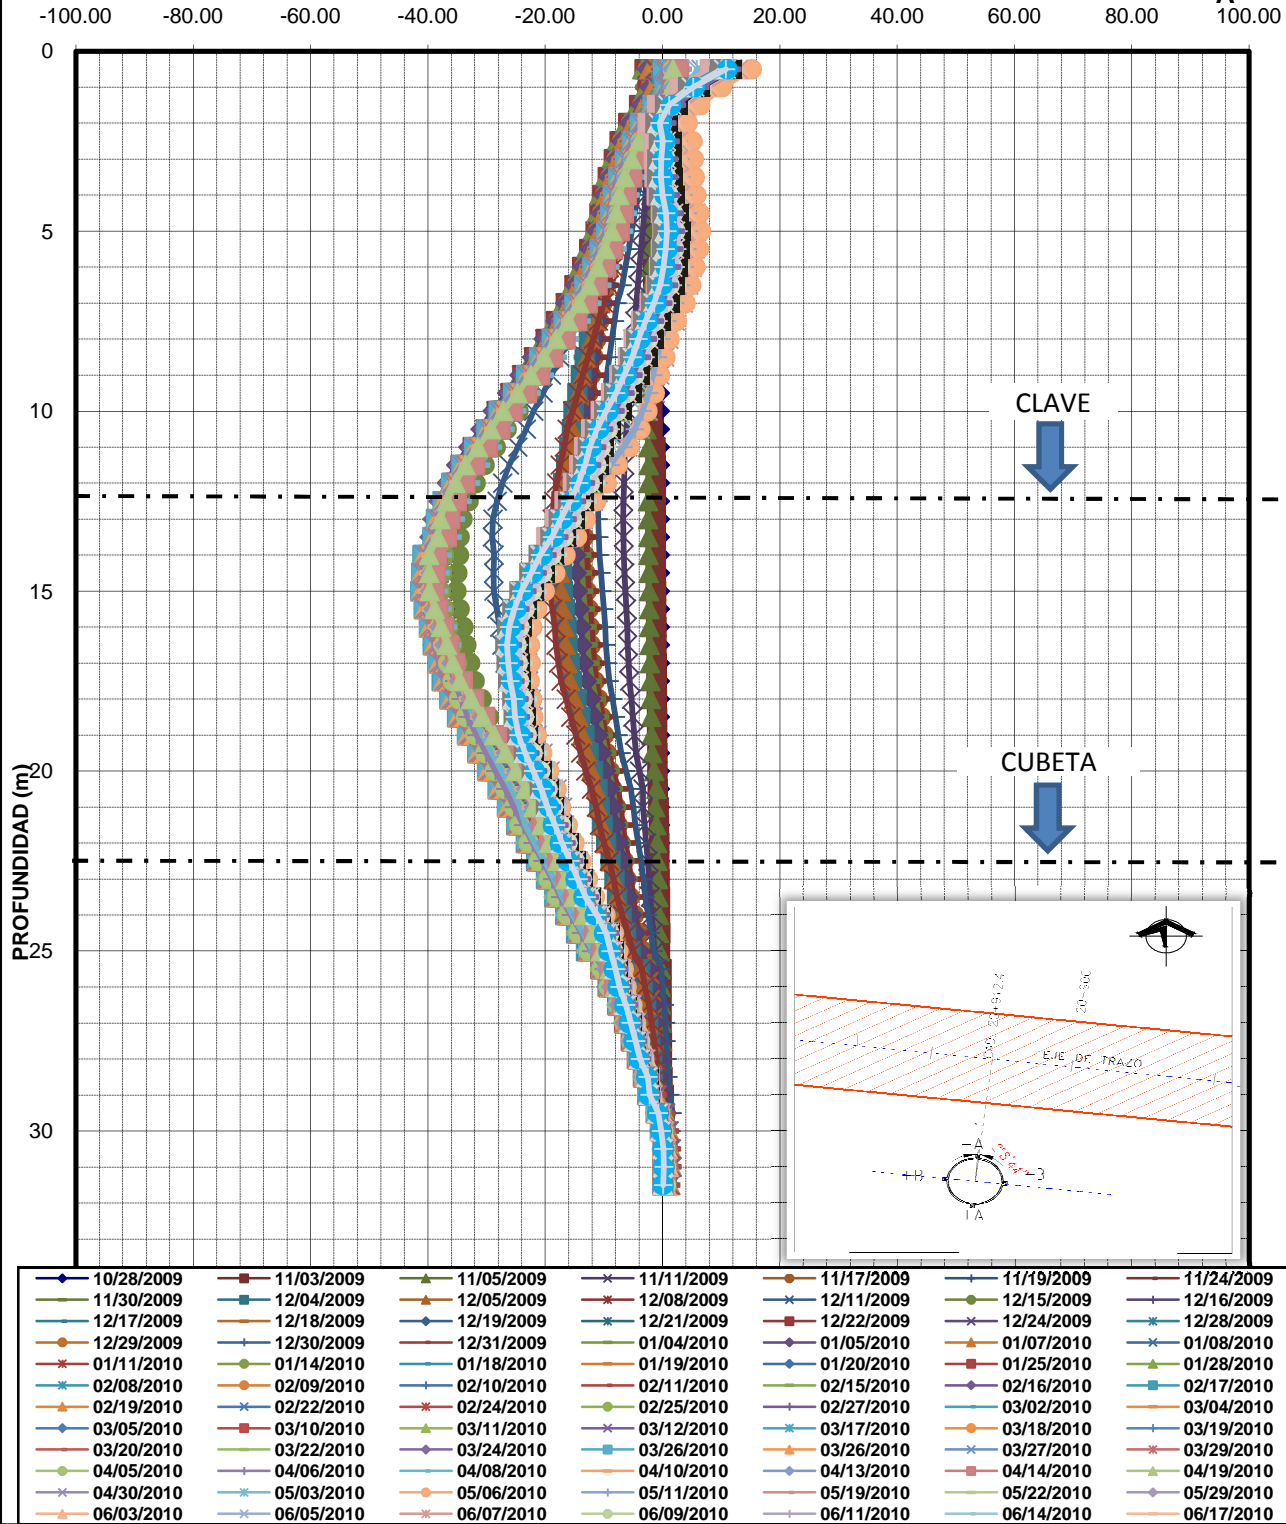 -100.00 -80.00 -60.00 -40.00 -20.00 0.00 20.00 40.00 60.00 80.00 100.00
0
5
10
15
20
25
30
PROFUNDIDAD (m)
CLAVE
CUBETA
EJE DE TRAZO
-A
+B
10/28/2009 11/03/2009 11/05/2009 11/11/2009 11/17/2009 11/19/2009 11/24/2009
11/30/2009 12/04/2009 12/05/2009 12/08/2009 12/11/2009 12/15/2009 12/16/2009
12/17/2009 12/18/2009 12/19/2009 12/21/2009 12/22/2009 12/24/2009 12/28/2009
12/29/2009 12/30/2009 12/31/2009 01/04/2010 01/05/2010 01/07/2010 01/08/2010
01/11/2010 01/14/2010 01/18/2010 01/19/2010 01/20/2010 01/25/2010 01/28/2010
02/08/2010 02/09/2010 02/10/2010 02/11/2010 02/15/2010 02/16/2010 02/17/2010
02/19/2010 02/22/2010 02/24/2010 02/25/2010 02/27/2010 03/02/2010 03/04/2010
03/05/2010 03/10/2010 03/11/2010 03/12/2010 03/17/2010 03/18/2010 03/19/2010
03/20/2010 03/22/2010 03/24/2010 03/26/2010 03/26/2010 03/27/2010 03/29/2010
04/05/2010 04/06/2010 04/08/2010 04/10/2010 04/13/2010 04/14/2010 04/19/2010
04/30/2010 05/03/2010 05/06/2010 05/11/2010 05/19/2010 05/22/2010 05/29/2010
06/03/2010 06/05/2010 06/07/2010 06/09/2010 06/11/2010 06/14/2010 06/17/2010